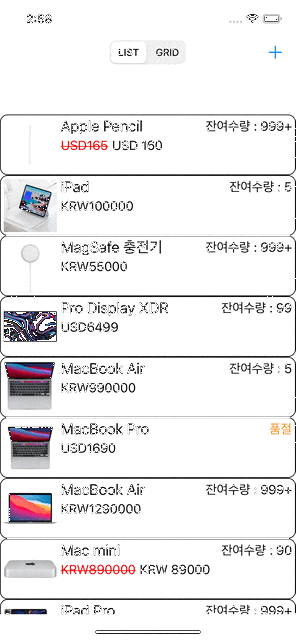 2:58
LIST GRID +
Apple Pencil 잔여수량 : 999+
USD165 USD 160
iPad 잔여수량 : 5
KRW100000
MagSafe 충전기 잔여수량 : 999+
KRW55000
Pro Display XDR 잔여수량 : 99
USD6499
MacBook Air 잔여수량 : 5
KRW990000
MacBook Pro 품절
USD1690
MacBook Air 잔여수량 : 999+
KRW1290000
Mac mini 잔여수량 : 90
KRW890000 KRW 89000
iPad Pro 잔여수량 : 999+